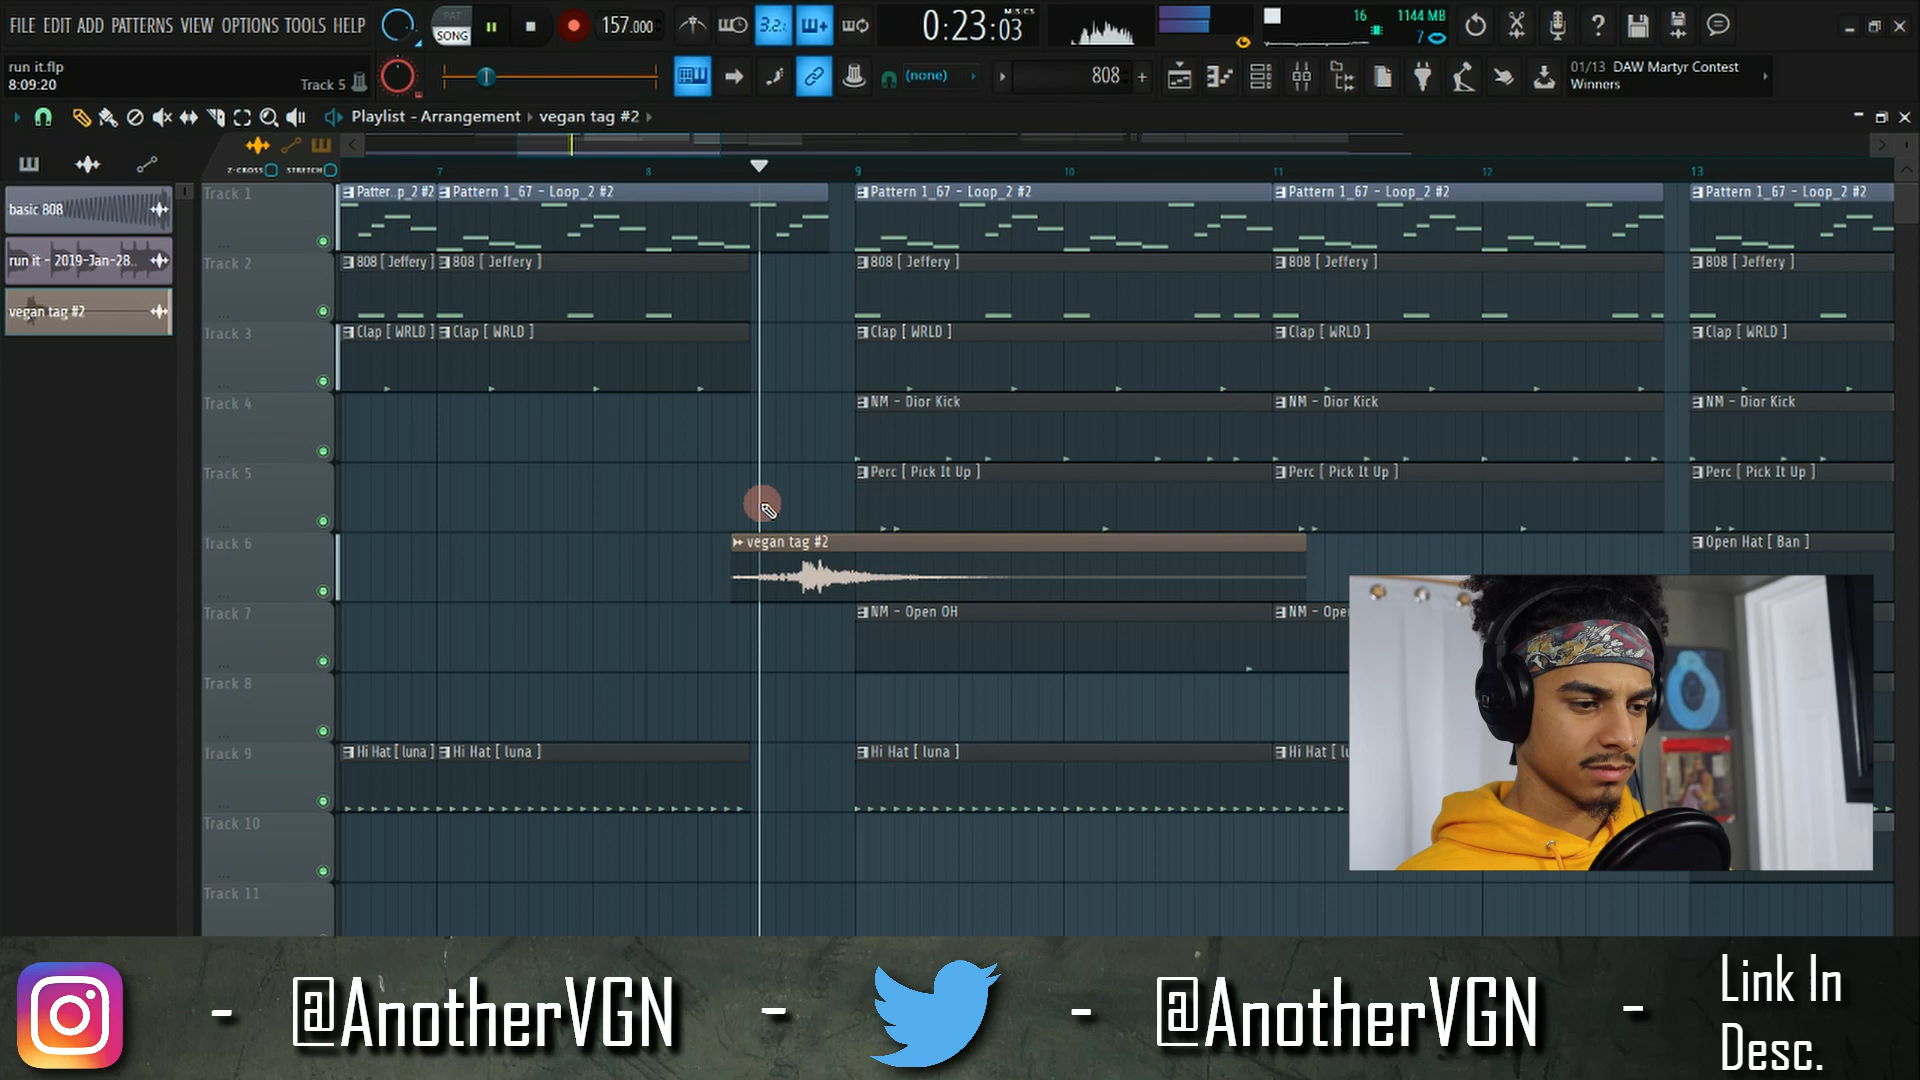 FILE EDIT ADD PATTERNS VIEW OPTIONS TOOLS HELP
PAT
SONG
157.000
3.2.
0:23:03
M:S:CS
16
1144 MB
7
run it.flp
8:09:20
Track 5
(none)
808
01/13 DAW Martyr Contest
Winners
Playlist - Arrangement › vegan tag #2 ›
Z-CROSS
STRETCH
7 8 9 10 11 12 13
basic 808
run it - 2019-Jan-28..
vegan tag #2
Track 1
Patter..p_2 #2
Pattern 1_67 - Loop_2 #2
Pattern 1_67 - Loop_2 #2
Pattern 1_67 - Loop_2 #2
Pattern 1_67 - Loop_2 #2
Track 2
808 [ Jeffery ]
808 [ Jeffery ]
808 [ Jeffery ]
808 [ Jeffery ]
808 [ Jeffery ]
Track 3
Clap [ WRLD ]
Clap [ WRLD ]
Clap [ WRLD ]
Clap [ WRLD ]
Clap [ WRLD ]
Track 4
NM - Dior Kick
NM - Dior Kick
NM - Dior Kick
Track 5
Perc [ Pick It Up ]
Perc [ Pick It Up ]
Perc [ Pick It Up ]
Track 6
vegan tag #2
Open Hat [ Ban ]
Track 7
NM - Open OH
NM - Ope
Track 8
Track 9
Hi Hat [ luna ]
Hi Hat [ luna ]
Hi Hat [ luna ]
Hi Hat [ lu
Track 10
Track 11
- @AnotherVGN - - @AnotherVGN - Link In
Desc.